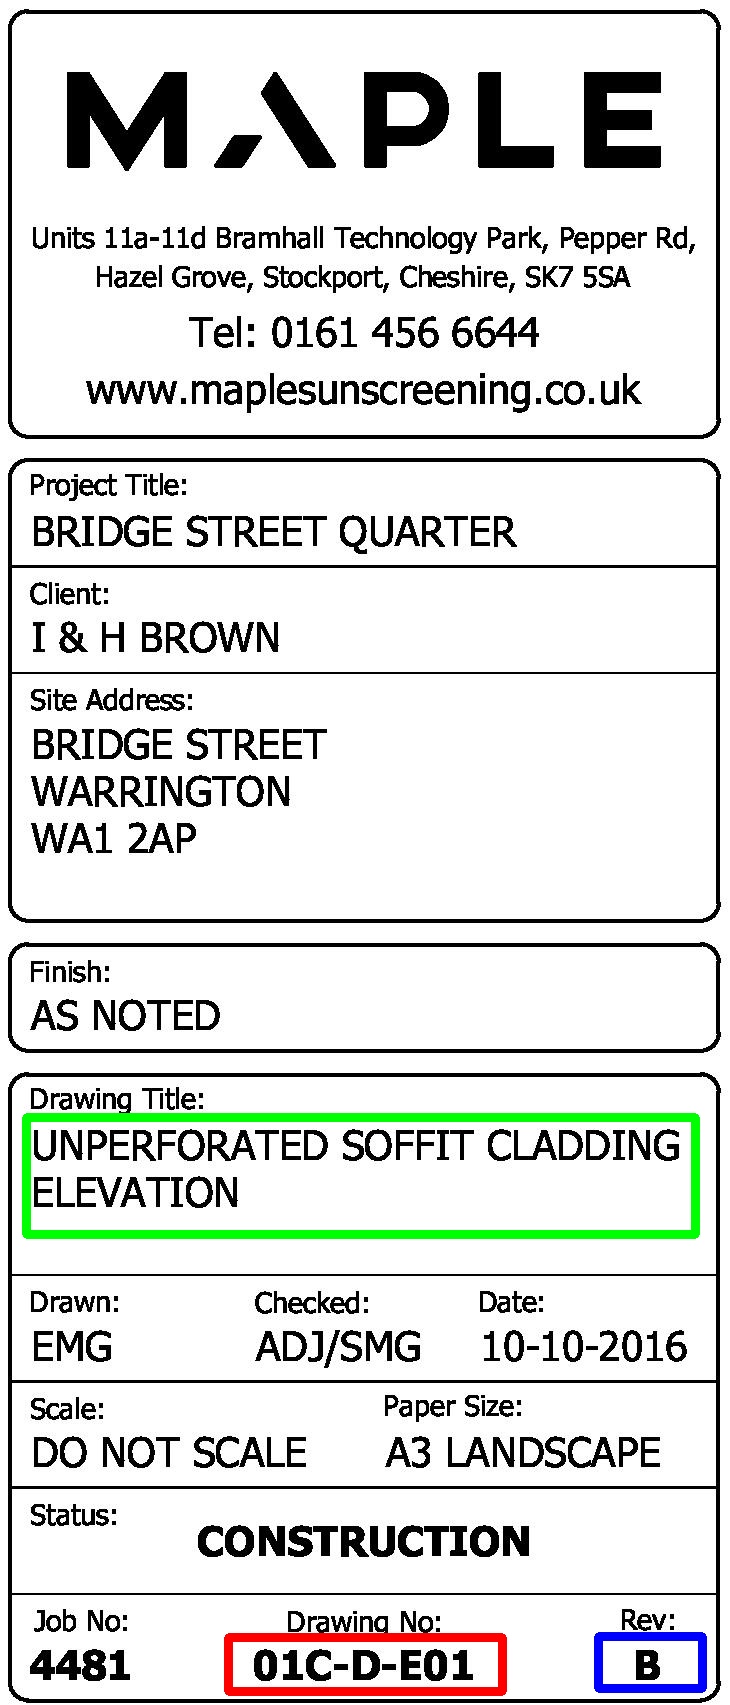 MAPLE
Units 11a-11d Bramhall Technology Park, Pepper Rd,
Hazel Grove, Stockport, Cheshire, SK7 5SA
Tel: 0161 456 6644
www.maplesunscreening.co.uk
Project Title:
BRIDGE STREET QUARTER
Client:
I & H BROWN
Site Address:
BRIDGE STREET
WARRINGTON
WA1 2AP
Finish:
AS NOTED
Drawing Title:
UNPERFORATED SOFFIT CLADDING
ELEVATION
Drawn: Checked: Date:
EMG ADJ/SMG 10-10-2016
Scale: Paper Size:
DO NOT SCALE A3 LANDSCAPE
Status:
CONSTRUCTION
Job No: Drawing No: Rev:
4481 01C-D-E01 B